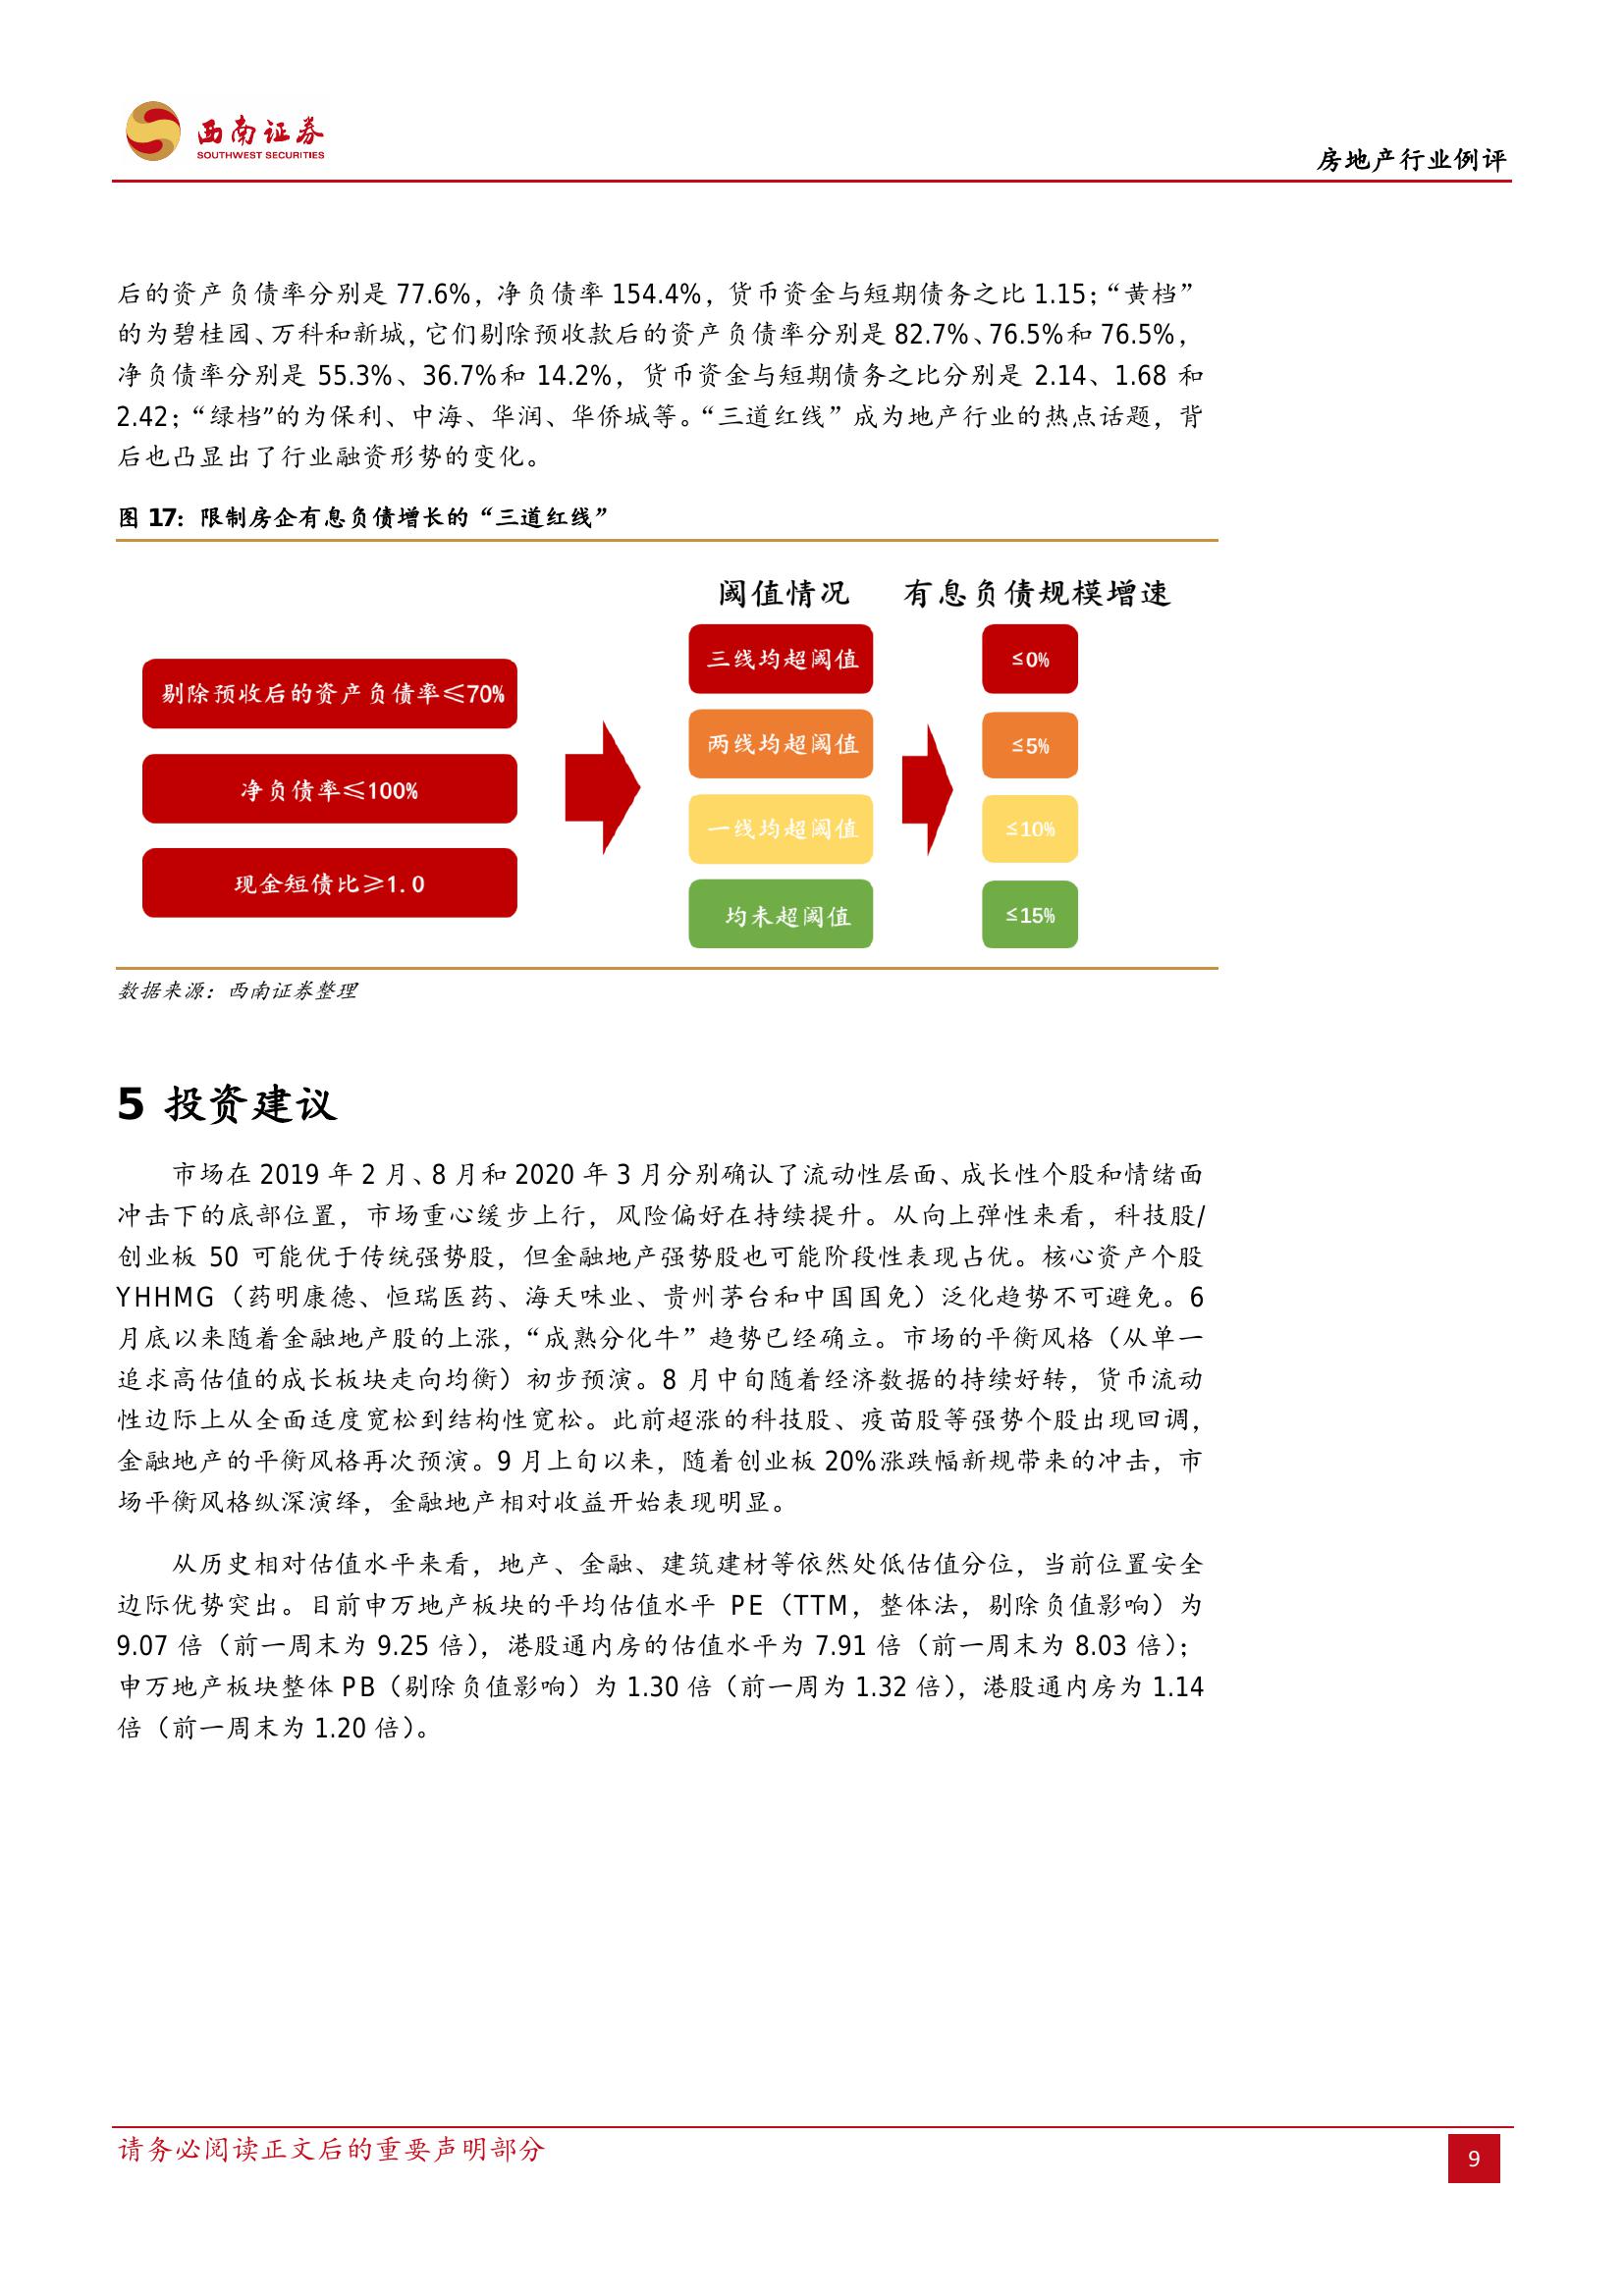 西南证券
SOUTHWEST SECURITIES
房地产行业例评
后的资产负债率分别是 77.6%，净负债率 154.4%，货币资金与短期债务之比 1.15；“黄档”
的为碧桂园、万科和新城，它们剔除预收款后的资产负债率分别是 82.7%、76.5%和 76.5%，
净负债率分别是 55.3%、36.7%和 14.2%，货币资金与短期债务之比分别是 2.14、1.68 和
2.42；“绿档”的为保利、中海、华润、华侨城等。“三道红线”成为地产行业的热点话题，背
后也凸显出了行业融资形势的变化。
图 17：限制房企有息负债增长的“三道红线”
阈值情况
有息负债规模增速
剔除预收后的资产负债率≤70%
净负债率≤100%
现金短债比≥1.0
三线均超阈值
≤0%
两线均超阈值
≤5%
一线均超阈值
≤10%
均未超阈值
≤15%
数据来源：西南证券整理
5 投资建议
市场在 2019 年 2 月、8 月和 2020 年 3 月分别确认了流动性层面、成长性个股和情绪面
冲击下的底部位置，市场重心缓步上行，风险偏好在持续提升。从向上弹性来看，科技股/
创业板 50 可能优于传统强势股，但金融地产强势股也可能阶段性表现占优。核心资产个股
YHHMG（药明康德、恒瑞医药、海天味业、贵州茅台和中国国免）泛化趋势不可避免。6
月底以来随着金融地产股的上涨，“成熟分化牛”趋势已经确立。市场的平衡风格（从单一
追求高估值的成长板块走向均衡）初步预演。8 月中旬随着经济数据的持续好转，货币流动
性边际上从全面适度宽松到结构性宽松。此前超涨的科技股、疫苗股等强势个股出现回调，
金融地产的平衡风格再次预演。9 月上旬以来，随着创业板 20%涨跌幅新规带来的冲击，市
场平衡风格纵深演绎，金融地产相对收益开始表现明显。
从历史相对估值水平来看，地产、金融、建筑建材等依然处低估值分位，当前位置安全
边际优势突出。目前申万地产板块的平均估值水平 PE（TTM，整体法，剔除负值影响）为
9.07 倍（前一周末为 9.25 倍），港股通内房的估值水平为 7.91 倍（前一周末为 8.03 倍）；
申万地产板块整体 PB（剔除负值影响）为 1.30 倍（前一周为 1.32 倍），港股通内房为 1.14
倍（前一周末为 1.20 倍）。
请务必阅读正文后的重要声明部分
9